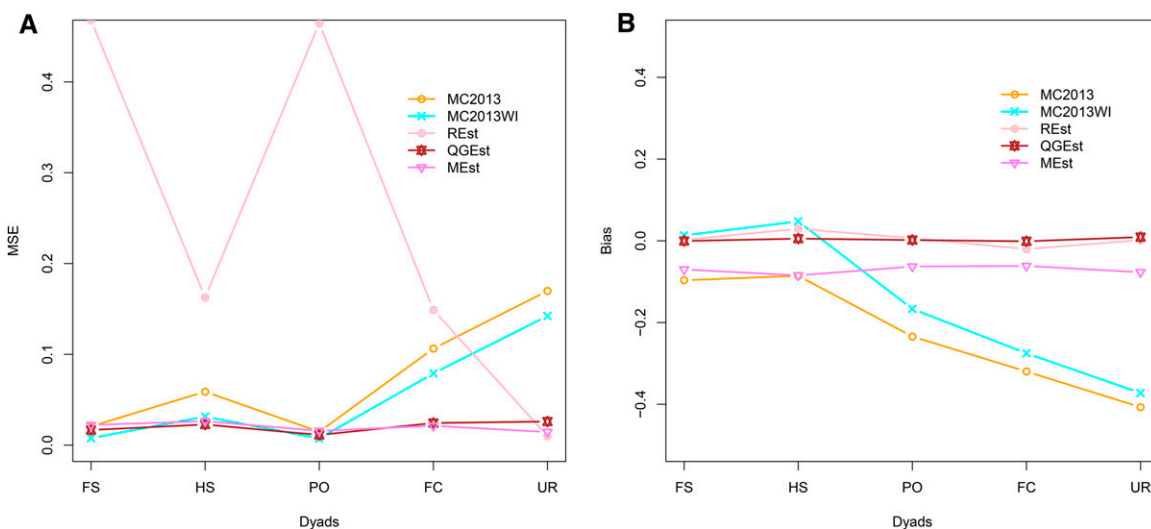 A
MSE
0.4
0.3
0.2
0.1
0.0
MC2013
MC2013WI
REst
QGEst
MEst
FS HS PO FC UR
Dyads
B
Bias
0.4
0.2
0.0
−0.2
−0.4
MC2013
MC2013WI
REst
QGEst
MEst
FS HS PO FC UR
Dyads